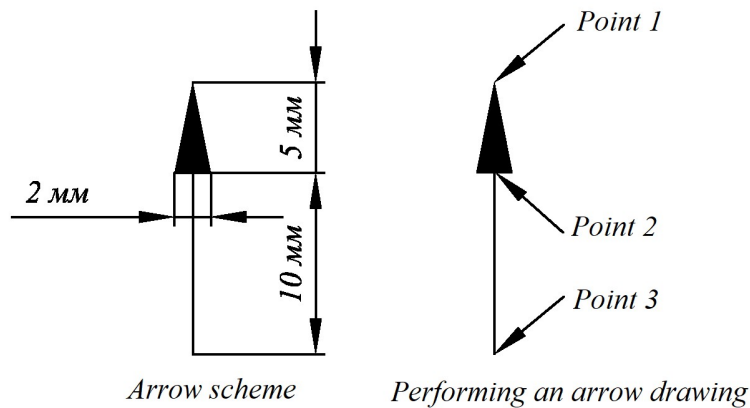 Point 1
5 мм
2 мм
Point 2
10 мм
Point 3
Arrow scheme
Performing an arrow drawing